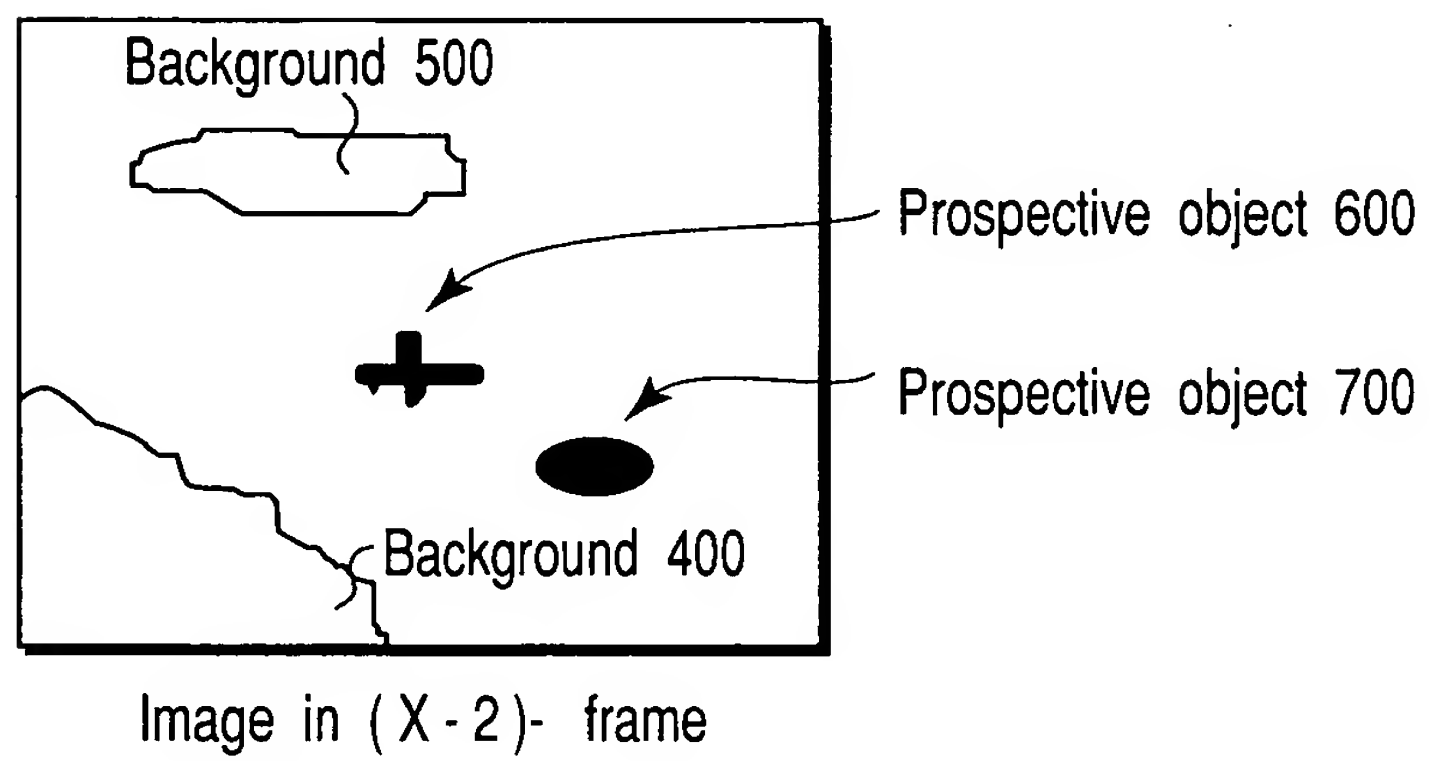 Background 500
Prospective object 600
Prospective object 700
Background 400
Image in (X-2)- frame